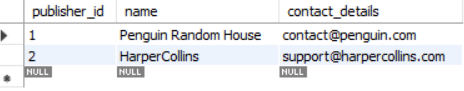 publisher_id name contact_details
1 Penguin Random House contact@penguin.com
2 HarperCollins support@harpercollins.com
NULL NULL NULL